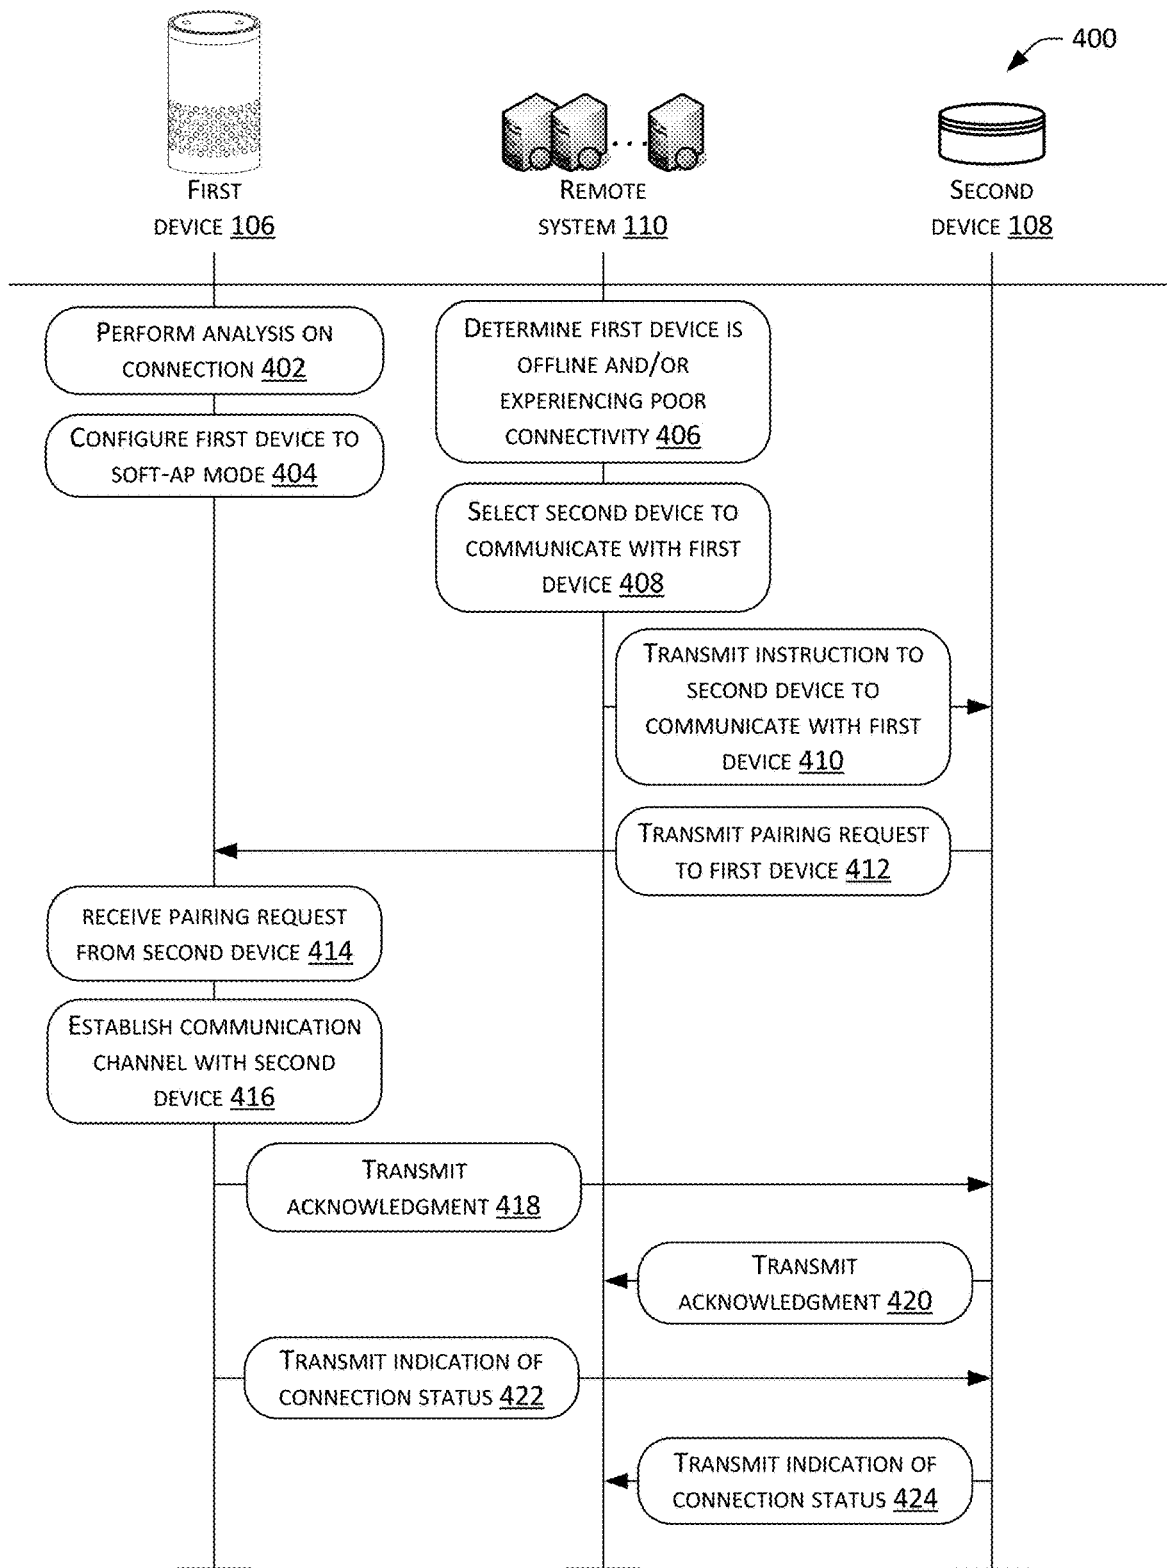 400
First
device 106
Remote
system 110
Second
device 108
Perform analysis on
connection 402
Configure first device to
soft-AP mode 404
Determine first device is
offline and/or
experiencing poor
connectivity 406
Select second device to
communicate with first
device 408
Transmit instruction to
second device to
communicate with first
device 410
Transmit pairing request
to first device 412
receive pairing request
from second device 414
Establish communication
channel with second
device 416
Transmit
acknowledgment 418
Transmit
acknowledgment 420
Transmit indication of
connection status 422
Transmit indication of
connection status 424